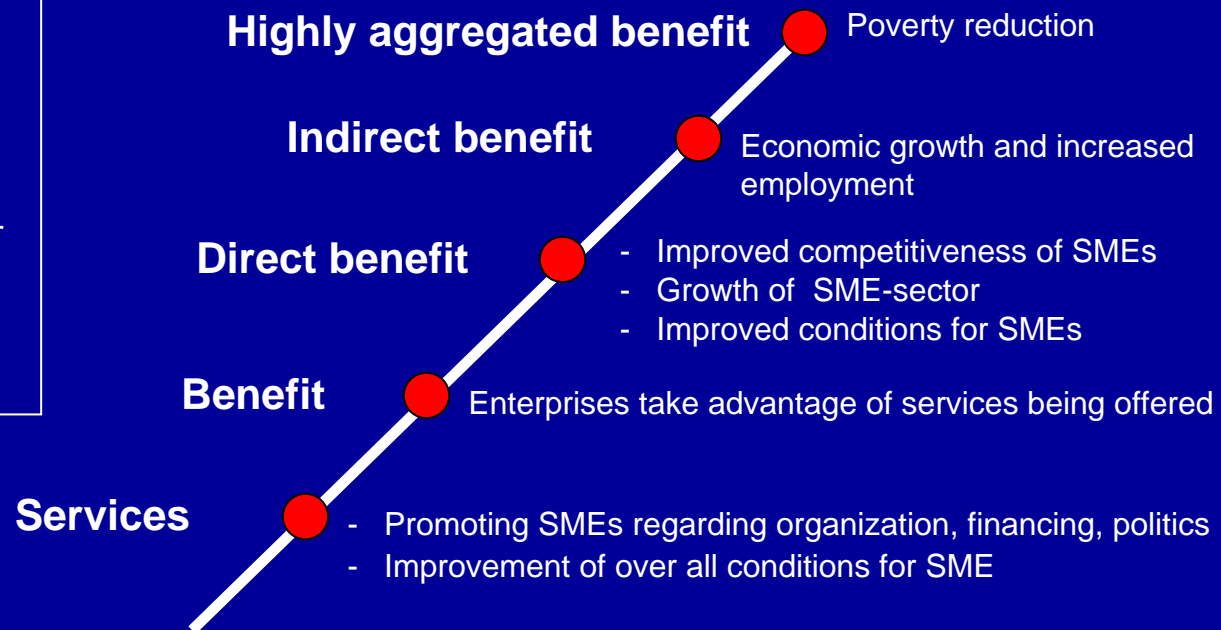 Highly aggregated benefit
Poverty reduction
Indirect benefit
Economic growth and increased
employment
Direct benefit
- Improved competitiveness of SMEs
- Growth of SME-sector
- Improved conditions for SMEs
Benefit
Enterprises take advantage of services being offered
Services
- Promoting SMEs regarding organization, financing, politics
- Improvement of over all conditions for SME